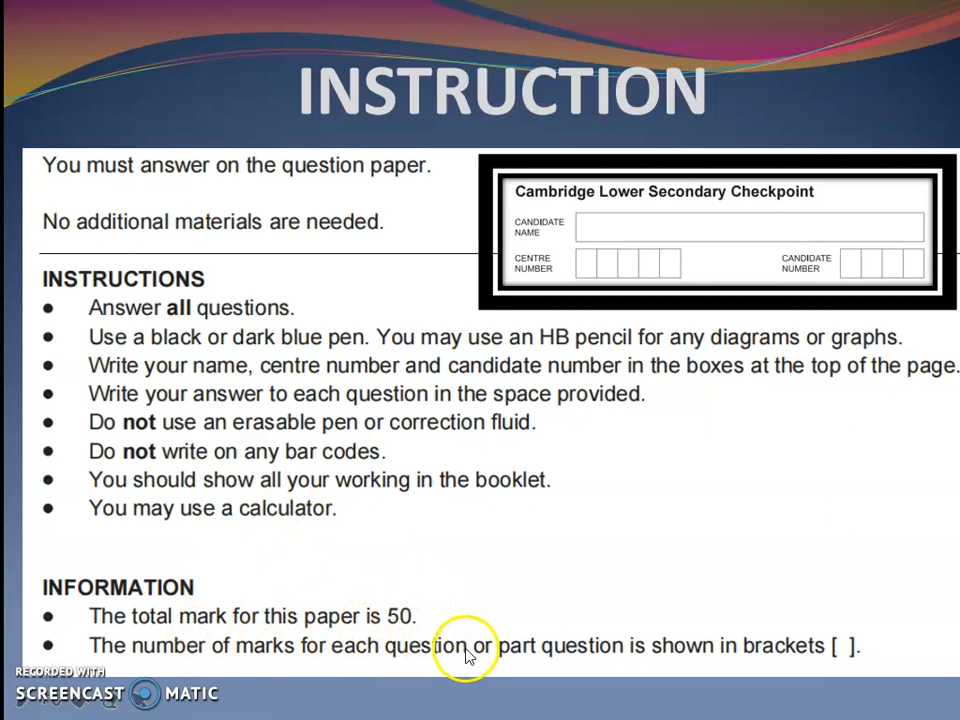 INSTRUCTION
You must answer on the question paper.
No additional materials are needed.
Cambridge Lower Secondary Checkpoint
CANDIDATE
NAME
CENTRE
NUMBER
CANDIDATE
NUMBER
INSTRUCTIONS
● Answer all questions.
● Use a black or dark blue pen. You may use an HB pencil for any diagrams or graphs.
● Write your name, centre number and candidate number in the boxes at the top of the page.
● Write your answer to each question in the space provided.
● Do not use an erasable pen or correction fluid.
● Do not write on any bar codes.
● You should show all your working in the booklet.
● You may use a calculator.
INFORMATION
● The total mark for this paper is 50.
● The number of marks for each question or part question is shown in brackets [ ].
RECORDED WITH
SCREENCAST MATIC